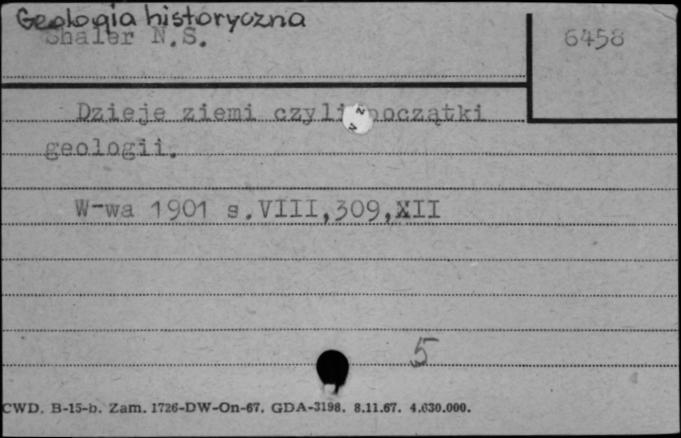 Geologia historyczna
Shaler N.S.
6458
Dzieje ziemi czyli początki
geologii.
W-wa 1901 s.VIII,309,XII
5
CWD. B-15-b. Zam. 1726-DW-On-67. GDA-3198. 8.11.67. 4.630.000.